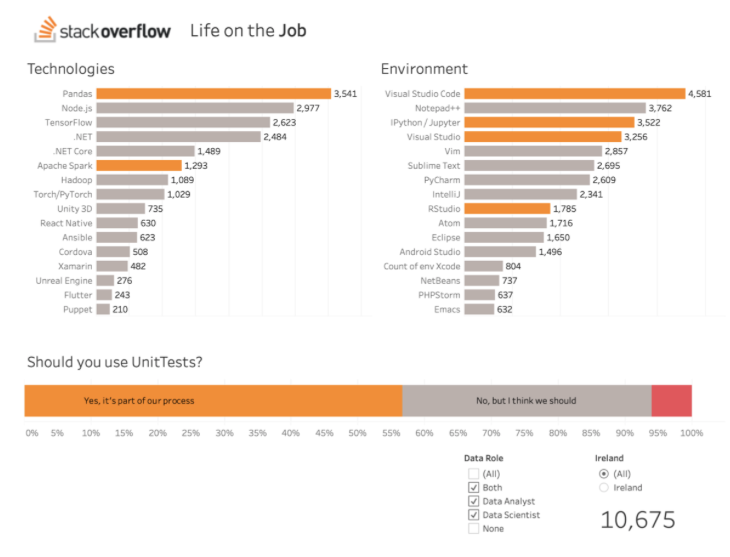 stackoverflow Life on the Job
Technologies
Pandas 3,541
Node.js 2,977
TensorFlow 2,623
.NET 2,484
.NET Core 1,489
Apache Spark 1,293
Hadoop 1,089
Torch/PyTorch 1,029
Unity 3D 735
React Native 630
Ansible 623
Cordova 508
Xamarin 482
Unreal Engine 276
Flutter 243
Puppet 210
Environment
Visual Studio Code 4,581
Notepad++ 3,762
IPython / Jupyter 3,522
Visual Studio 3,256
Vim 2,857
Sublime Text 2,695
PyCharm 2,609
IntelliJ 2,341
RStudio 1,785
Atom 1,716
Eclipse 1,650
Android Studio 1,496
Count of env Xcode 804
NetBeans 737
PHPStorm 637
Emacs 632
Should you use UnitTests?
Yes, it's part of our process No, but I think we should
0% 5% 10% 15% 20% 25% 30% 35% 40% 45% 50% 55% 60% 65% 70% 75% 80% 85% 90% 95% 100%
Data Role
(All)
Both
Data Analyst
Data Scientist
None
Ireland
(All)
Ireland
10,675